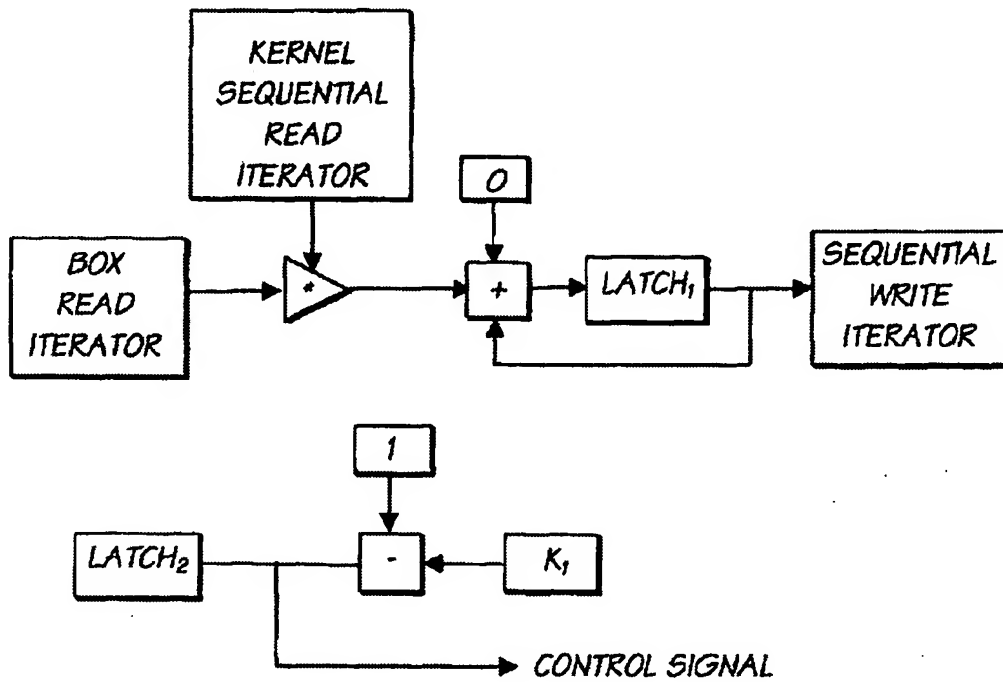 KERNEL
SEQUENTIAL
READ
ITERATOR
0
BOX
READ
ITERATOR
*
+
LATCH₁
SEQUENTIAL
WRITE
ITERATOR
1
LATCH₂
-
K₁
CONTROL SIGNAL